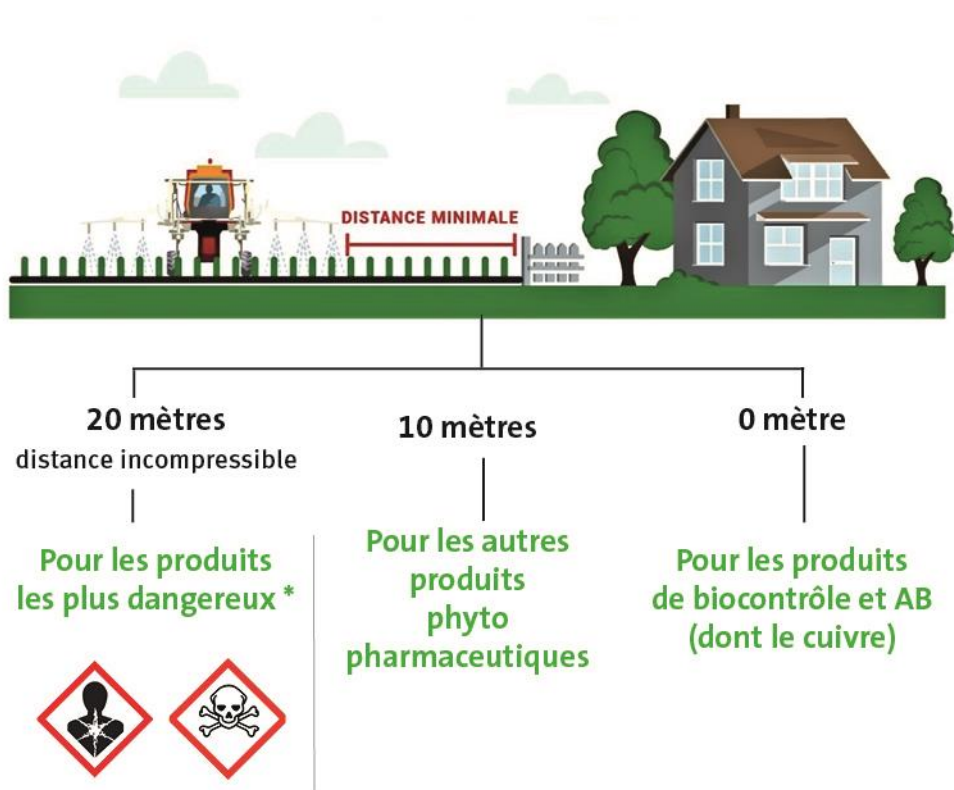 DISTANCE MINIMALE
20 mètres
distance incompressible
Pour les produits
les plus dangereux *
10 mètres
Pour les autres
produits
phyto
pharmaceutiques
0 mètre
Pour les produits
de biocontrôle et AB
(dont le cuivre)